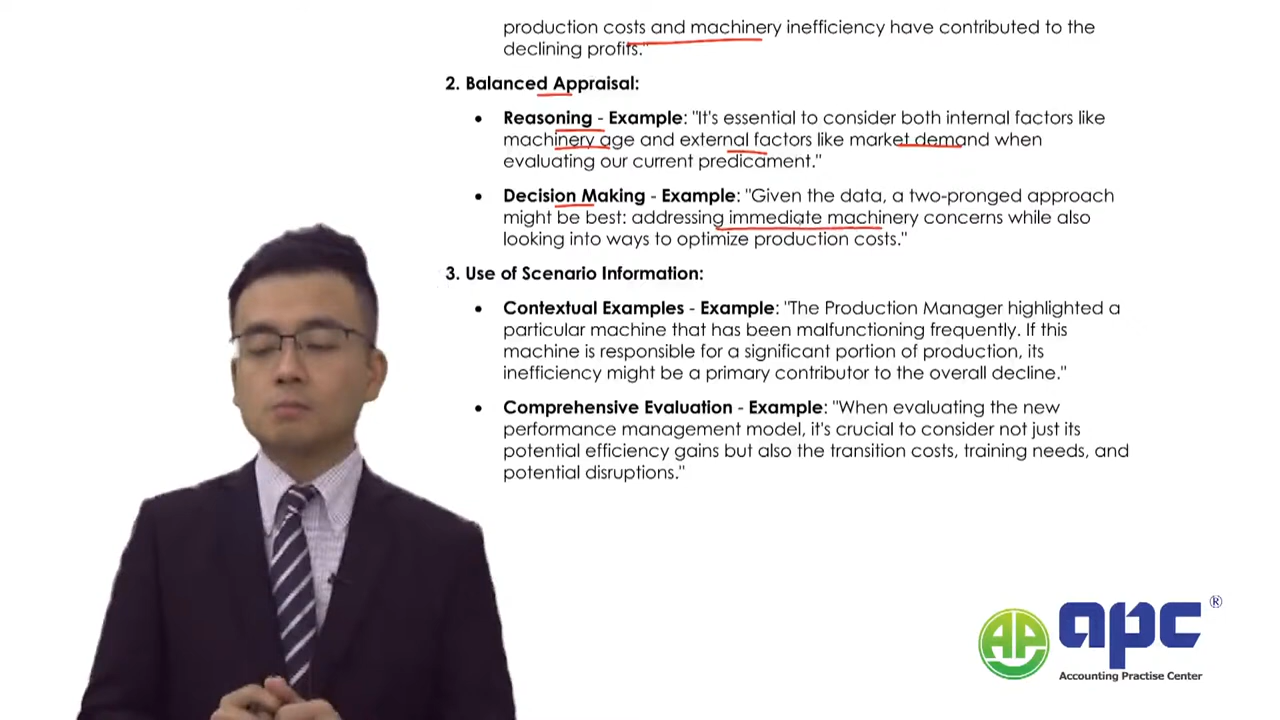 production costs and machinery inefficiency have contributed to the
declining profits."
2. Balanced Appraisal:
• Reasoning - Example: "It's essential to consider both internal factors like
machinery age and external factors like market demand when
evaluating our current predicament."
• Decision Making - Example: "Given the data, a two-pronged approach
might be best: addressing immediate machinery concerns while also
looking into ways to optimize production costs."
3. Use of Scenario Information:
• Contextual Examples - Example: "The Production Manager highlighted a
particular machine that has been malfunctioning frequently. If this
machine is responsible for a significant portion of production, its
inefficiency might be a primary contributor to the overall decline."
• Comprehensive Evaluation - Example: "When evaluating the new
performance management model, it's crucial to consider not just its
potential efficiency gains but also the transition costs, training needs, and
potential disruptions."
AP apc ®
Accounting Practise Center